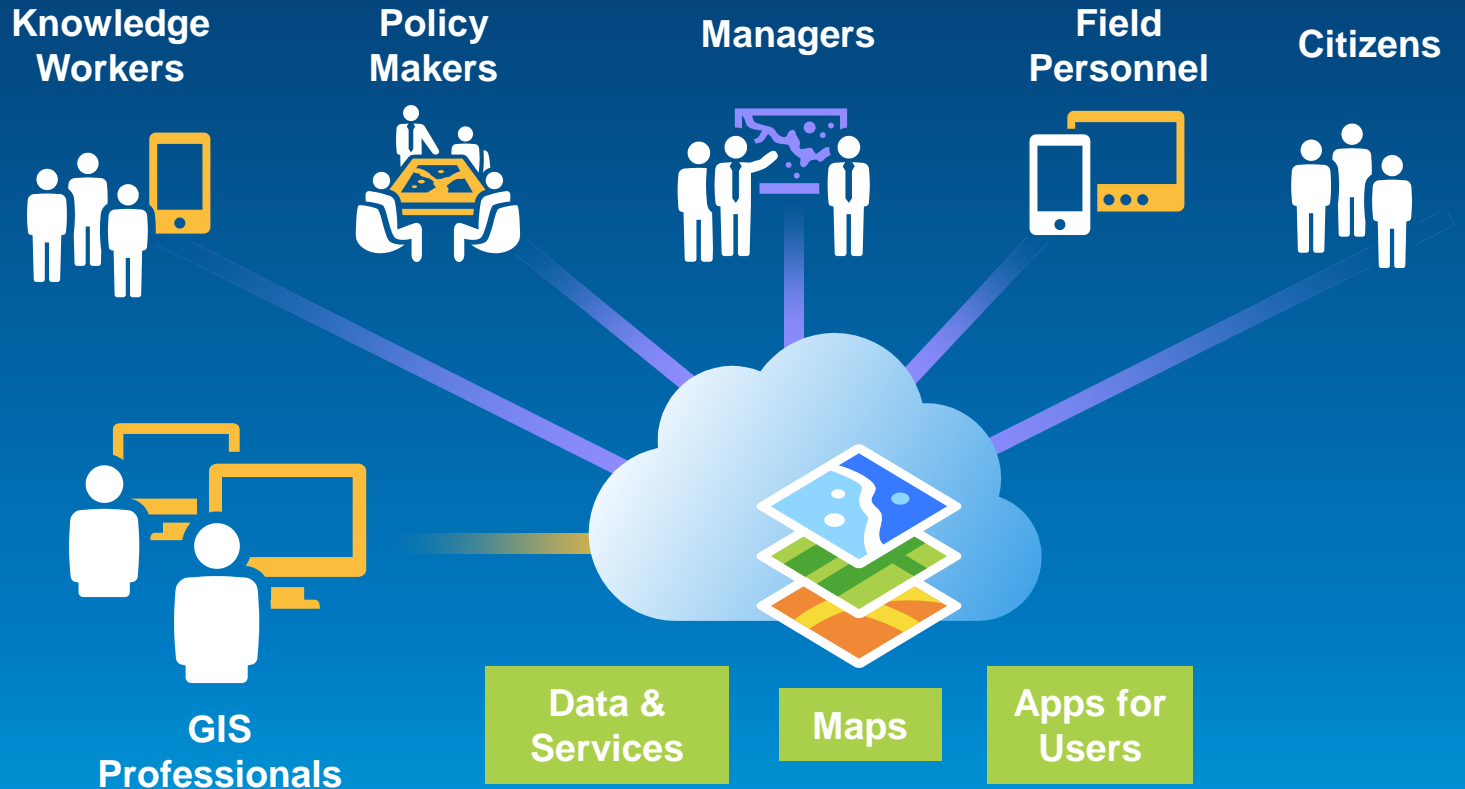 Knowledge
Workers
Policy
Makers
Managers
Field
Personnel
Citizens
GIS
Professionals
Data &
Services
Maps
Apps for
Users